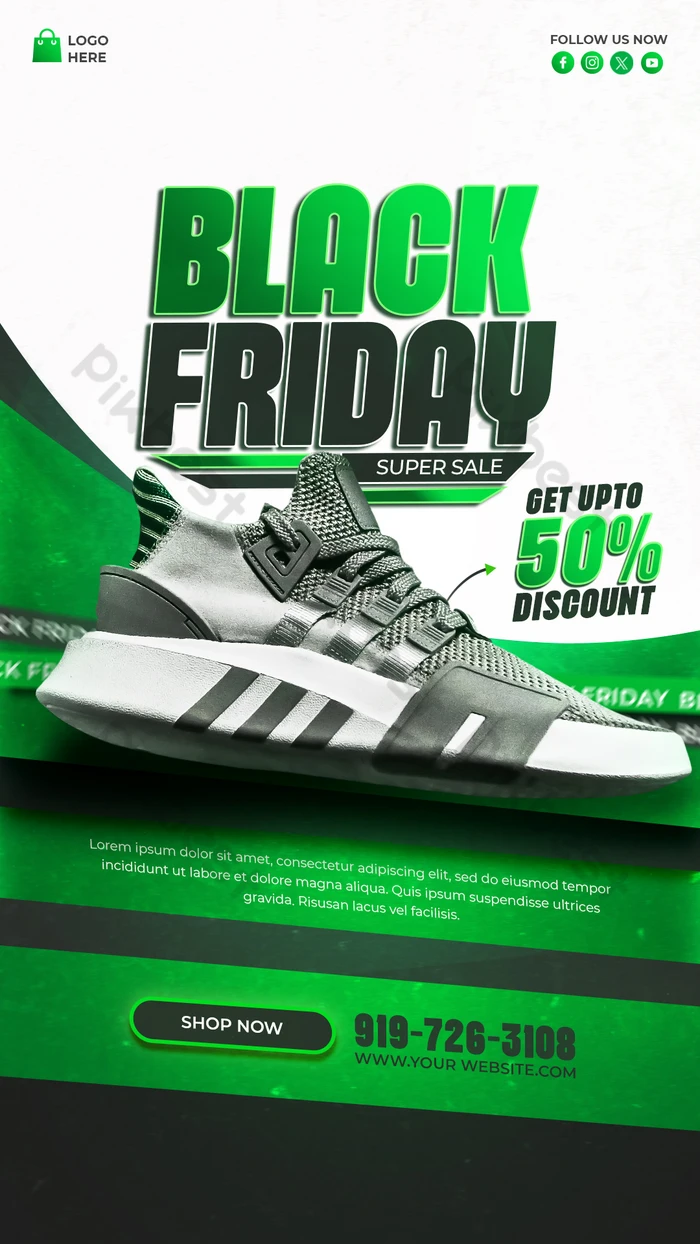 LOGO
HERE
FOLLOW US NOW
BLACK
FRIDAY
SUPER SALE
GET UPTO
50%
DISCOUNT
FRIDAY
Lorem ipsum dolor sit amet, consectetur adipiscing elit, sed do eiusmod tempor
incididunt ut labore et dolore magna aliqua. Quis ipsum suspendisse ultrices
gravida. Risusan lacus vel facilisis.
SHOP NOW
919-726-3108
WWW.YOUR WEBSITE.COM